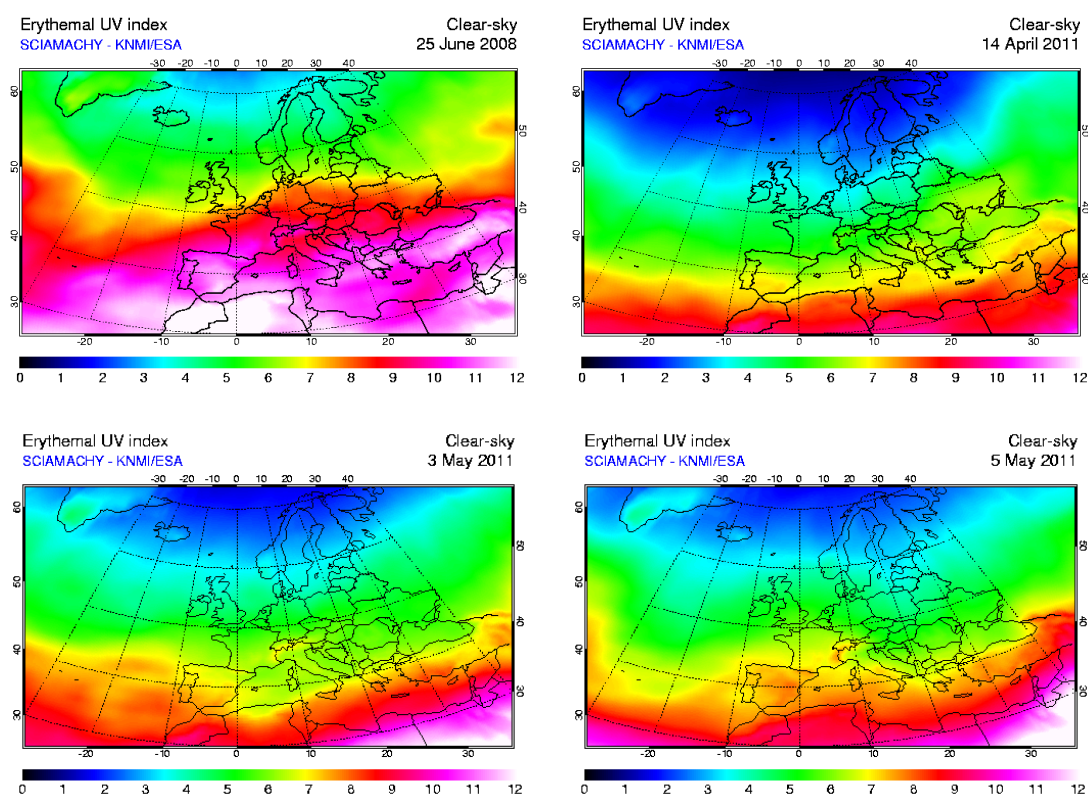 Erythemal UV index Clear-sky
SCIAMACHY - KNMI/ESA 25 June 2008
-30 -20 -10 0 10 20 30 40
60
50
50
40
40
30
30
-20 -10 0 10 20 30
0 1 2 3 4 5 6 7 8 9 10 11 12
Erythemal UV index Clear-sky
SCIAMACHY - KNMI/ESA 14 April 2011
-30 -20 -10 0 10 20 30 40
60
50
50
40
40
30
30
-20 -10 0 10 20 30
0 1 2 3 4 5 6 7 8 9 10 11 12
Erythemal UV index Clear-sky
SCIAMACHY - KNMI/ESA 3 May 2011
-30 -20 -10 0 10 20 30 40
60
50
50
40
40
30
30
-20 -10 0 10 20 30
0 1 2 3 4 5 6 7 8 9 10 11 12
Erythemal UV index Clear-sky
SCIAMACHY - KNMI/ESA 5 May 2011
-30 -20 -10 0 10 20 30 40
60
50
50
40
40
30
30
-20 -10 0 10 20 30
0 1 2 3 4 5 6 7 8 9 10 11 12